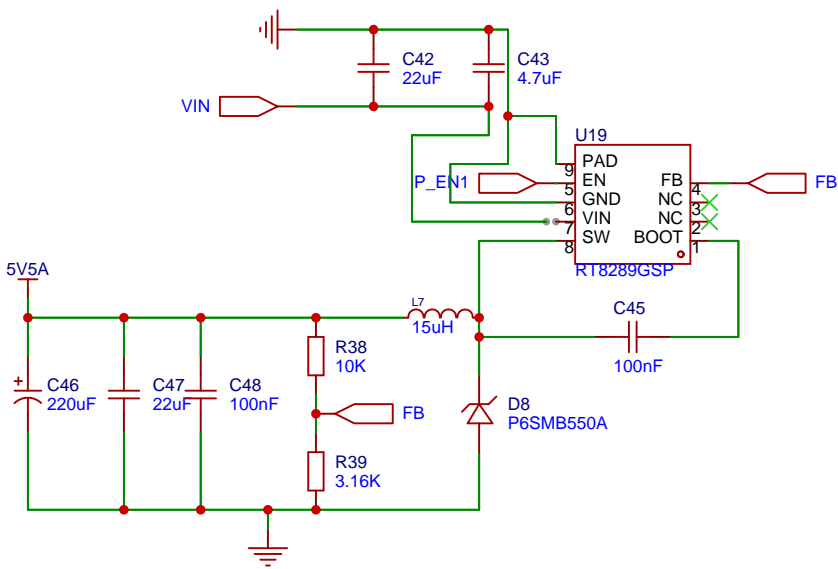 C42
22uF
C43
4.7uF
VIN
U19
PAD
9
EN
5
GND
6
VIN
7
SW
8
FB
4
NC
3
NC
2
BOOT
1
P_EN1
FB
RT8289GSP
5V5A
L7
15uH
C45
100nF
R38
10K
+
C46
220uF
C47
22uF
C48
100nF
FB
D8
P6SMB550A
R39
3.16K